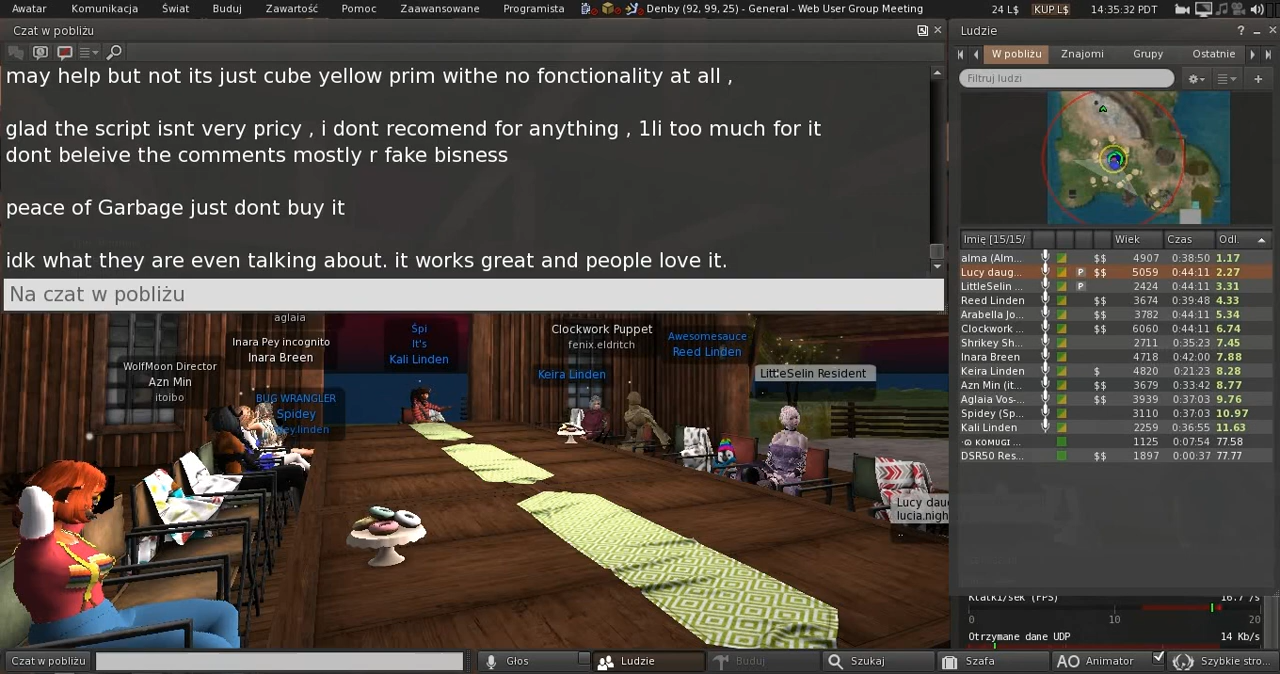 Awatar Komunikacja Świat Buduj Zawartość Pomoc Zaawansowane Programista Denby (92, 99, 25) - General - Web User Group Meeting 24 L$ KUP L$ 14:35:32 PDT
Czat w pobliżu
may help but not its just cube yellow prim withe no fonctionality at all ,
glad the script isnt very pricy , i dont recomend for anything , 1li too much for it
dont beleive the comments mostly r fake bisness
peace of Garbage just dont buy it
idk what they are even talking about. it works great and people love it.
Na czat w pobliżu
Ludzie
W pobliżu Znajomi Grupy Ostatnie
Filtruj ludzi
Imię [15/15/ Wiek Czas Odl.
alma (Alm... $$ 4907 0:38:50 1.17
Lucy daug... P $$ 5059 0:44:11 2.27
LittleSelin ... P 2424 0:44:11 3.31
Reed Linden $$ 3674 0:39:48 4.33
Arabella Jo... $$ 3782 0:44:11 5.34
Clockwork ... $$ 6060 0:44:11 6.74
Shrikey Sh... 2711 0:35:23 7.45
Inara Breen 4718 0:42:00 7.88
Keira Linden $ 4820 0:21:23 8.28
Azn Min (it... $$ 3679 0:33:42 8.77
Aglaia Vos-... $$ 3939 0:37:03 9.76
Spidey (Sp... 3110 0:37:03 10.97
Kali Linden 2259 0:36:55 11.63
ᴋᴏᴍᴜɢɪ ... 1125 0:07:54 77.58
DSR50 Res... $$ 1897 0:00:37 77.77
aglaia
Inara Pey incognito
Inara Breen
WolfMoon Director
Azn Min
itoibo
BUG WRANGLER
Spidey
Śpi
It's
Kali Linden
Clockwork Puppet
fenix.eldritch
Keira Linden
Awesomesauce
Reed Linden
LittleSelin Resident
Lucy dau
lucia.nigh
Klatki/sek (FPS) 16.7 /s
0 10 20
Otrzymane dane UDP 14 Kb/s
Czat w pobliżu Głos Ludzie Buduj Szukaj Szafa AO Animator Szybkie stro...